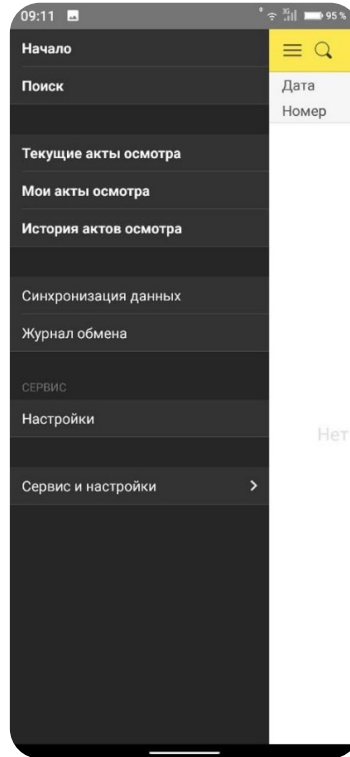 09:11
3G
95 %
Начало
Поиск
Дата
Номер
Текущие акты осмотра
Мои акты осмотра
История актов осмотра
Синхронизация данных
Журнал обмена
СЕРВИС
Настройки
Нет
Сервис и настройки